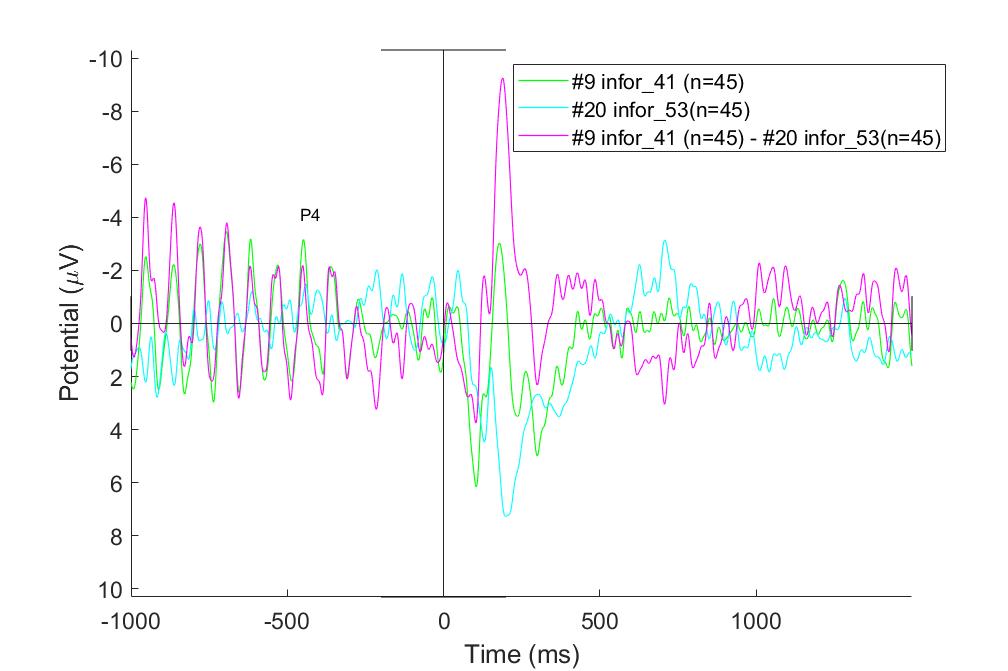 -10
-8
-6
-4
-2
0
2
4
6
8
10
Potential (μV)
P4
#9 infor_41 (n=45)
#20 infor_53(n=45)
#9 infor_41 (n=45) - #20 infor_53(n=45)
-1000 -500 0 500 1000
Time (ms)